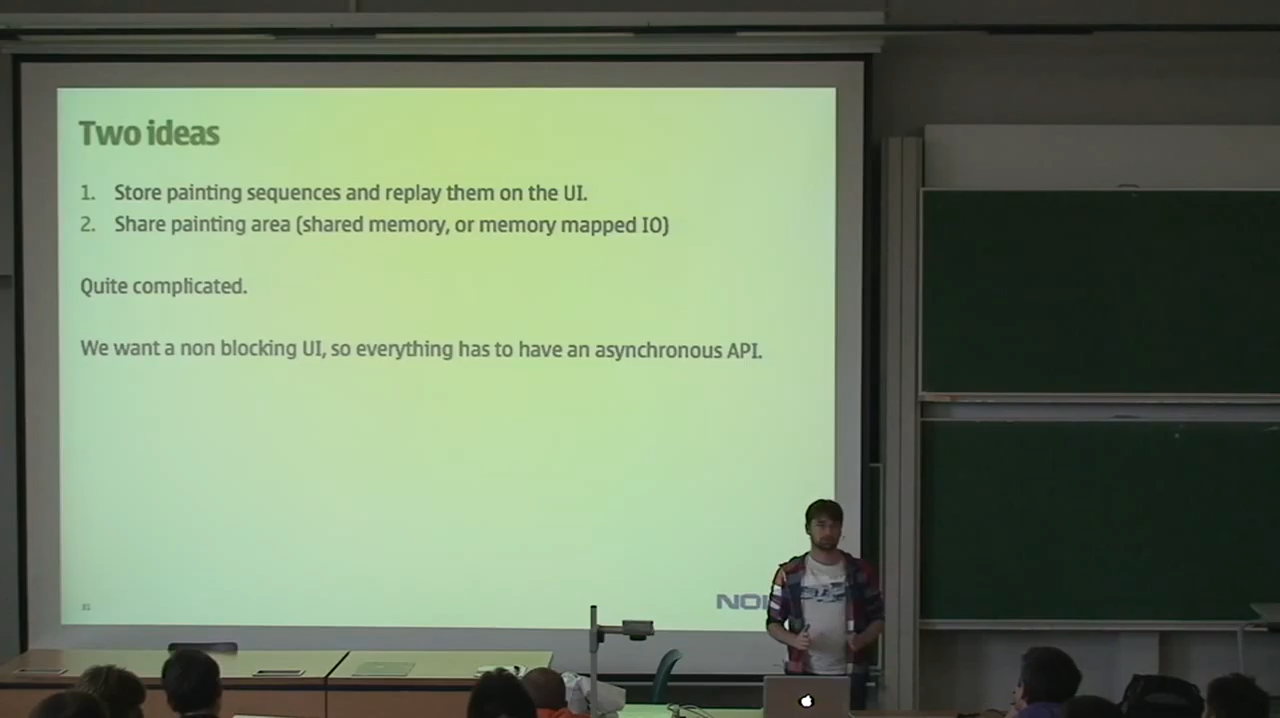 Two ideas
1. Store painting sequences and replay them on the UI.
2. Share painting area (shared memory, or memory mapped IO)
Quite complicated.
We want a non blocking UI, so everything has to have an asynchronous API.